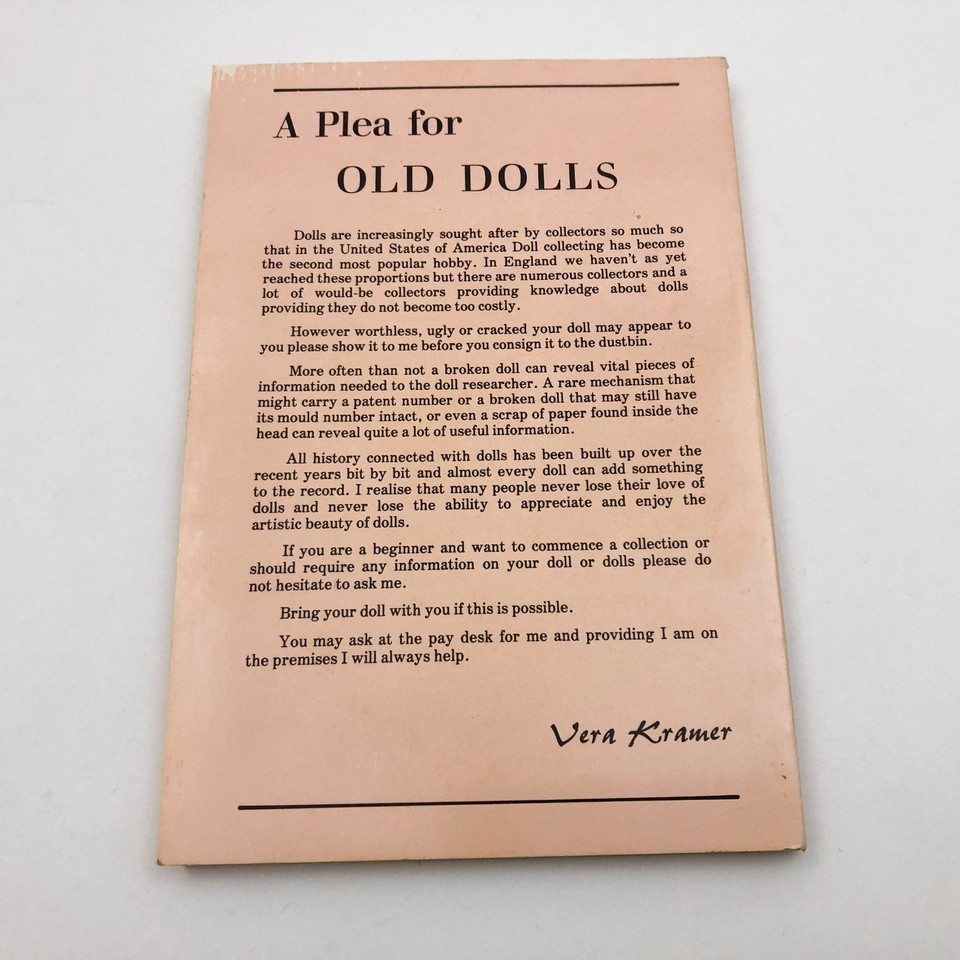 A Plea for
OLD DOLLS
Dolls are increasingly sought after by collectors so much so
that in the United States of America Doll collecting has become
the second most popular hobby. In England we haven't as yet
reached these proportions but there are numerous collectors and a
lot of would-be collectors providing knowledge about dolls
providing they do not become too costly.
However worthless, ugly or cracked your doll may appear to
you please show it to me before you consign it to the dustbin.
More often than not a broken doll can reveal vital pieces of
information needed to the doll researcher. A rare mechanism that
might carry a patent number or a broken doll that may still have
its mould number intact, or even a scrap of paper found inside the
head can reveal quite a lot of useful information.
All history connected with dolls has been built up over the
recent years bit by bit and almost every doll can add something
to the record. I realise that many people never lose their love of
dolls and never lose the ability to appreciate and enjoy the
artistic beauty of dolls.
If you are a beginner and want to commence a collection or
should require any information on your doll or dolls please do
not hesitate to ask me.
Bring your doll with you if this is possible.
You may ask at the pay desk for me and providing I am on
the premises I will always help.
Vera Kramer